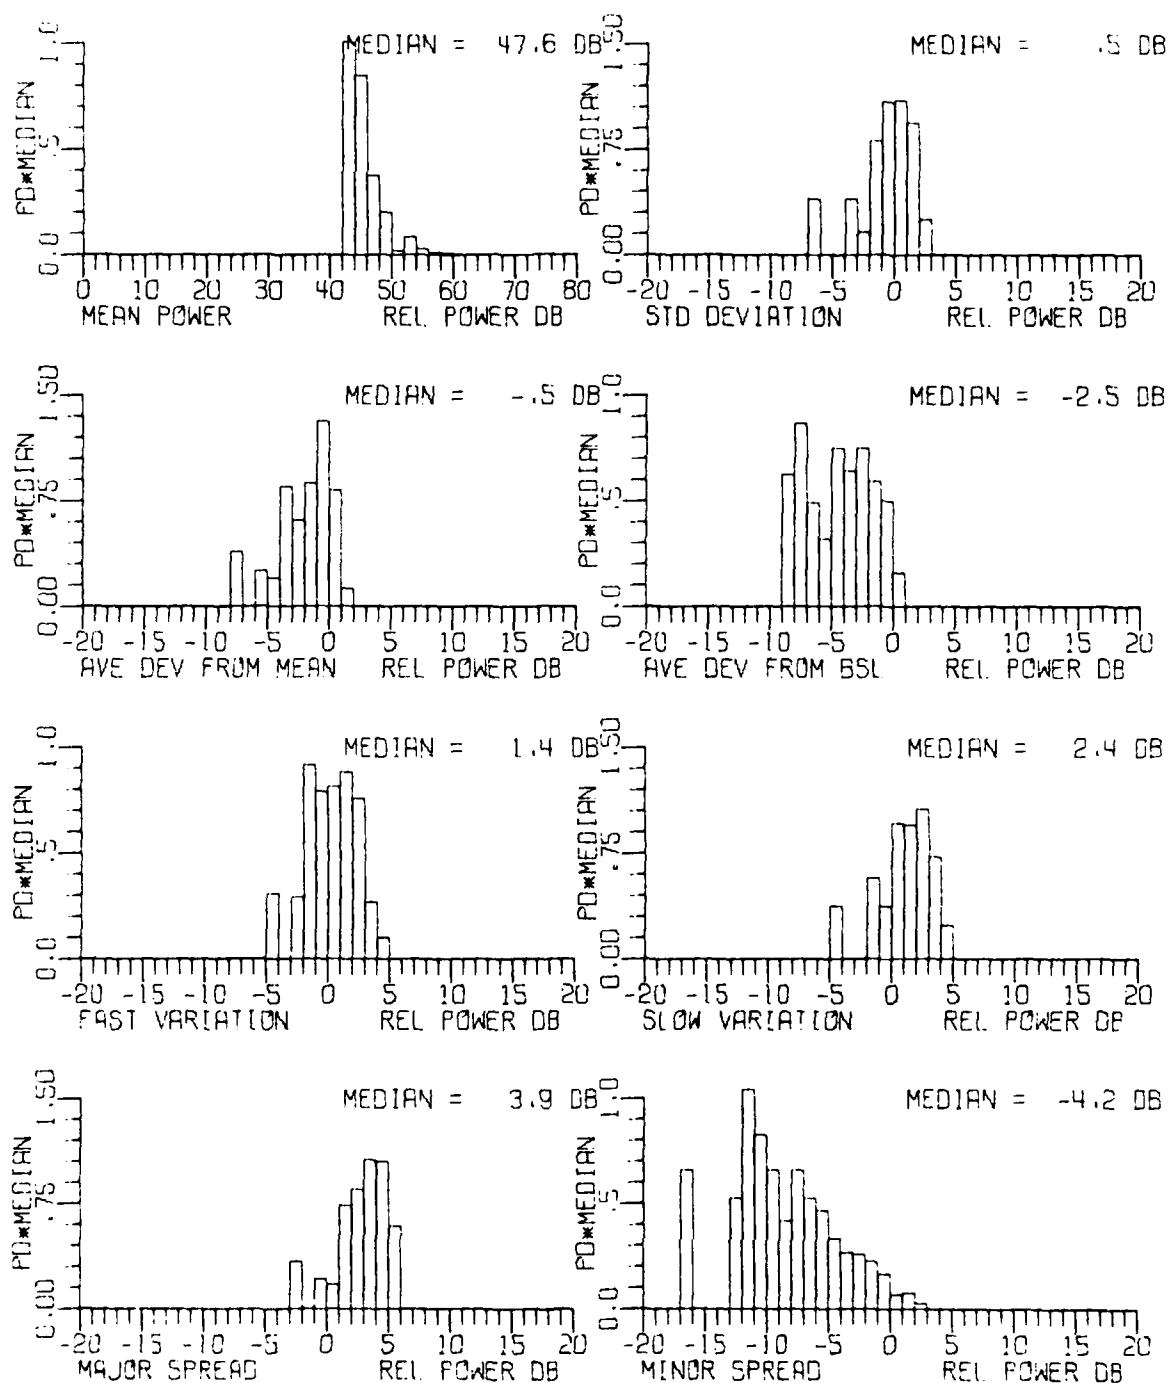 MEDIAN = 47.6 DB
PD*MEDIAN
1.0
.5
0.0
0 10 20 30 40 50 60 70 80
MEAN POWER REL POWER DB
MEDIAN = .5 DB
PD*MEDIAN
1.50
.75
0.00
-20 -15 -10 -5 0 5 10 15 20
STD DEVIATION REL POWER DB
MEDIAN = -.5 DB
PD*MEDIAN
1.50
.75
0.00
-20 -15 -10 -5 0 5 10 15 20
AVE DEV FROM MEAN REL POWER DB
MEDIAN = -2.5 DB
PD*MEDIAN
1.0
.5
0.0
-20 -15 -10 -5 0 5 10 15 20
AVE DEV FROM BSL REL POWER DB
MEDIAN = 1.4 DB
PD*MEDIAN
1.0
.5
0.0
-20 -15 -10 -5 0 5 10 15 20
FAST VARIATION REL POWER DB
MEDIAN = 2.4 DB
PD*MEDIAN
1.50
.75
0.00
-20 -15 -10 -5 0 5 10 15 20
SLOW VARIATION REL POWER DB
MEDIAN = 3.9 DB
PD*MEDIAN
1.50
.75
0.00
-20 -15 -10 -5 0 5 10 15 20
MAJOR SPREAD REL POWER DB
MEDIAN = -4.2 DB
PD*MEDIAN
1.0
.5
0.0
-20 -15 -10 -5 0 5 10 15 20
MINOR SPREAD REL POWER DB